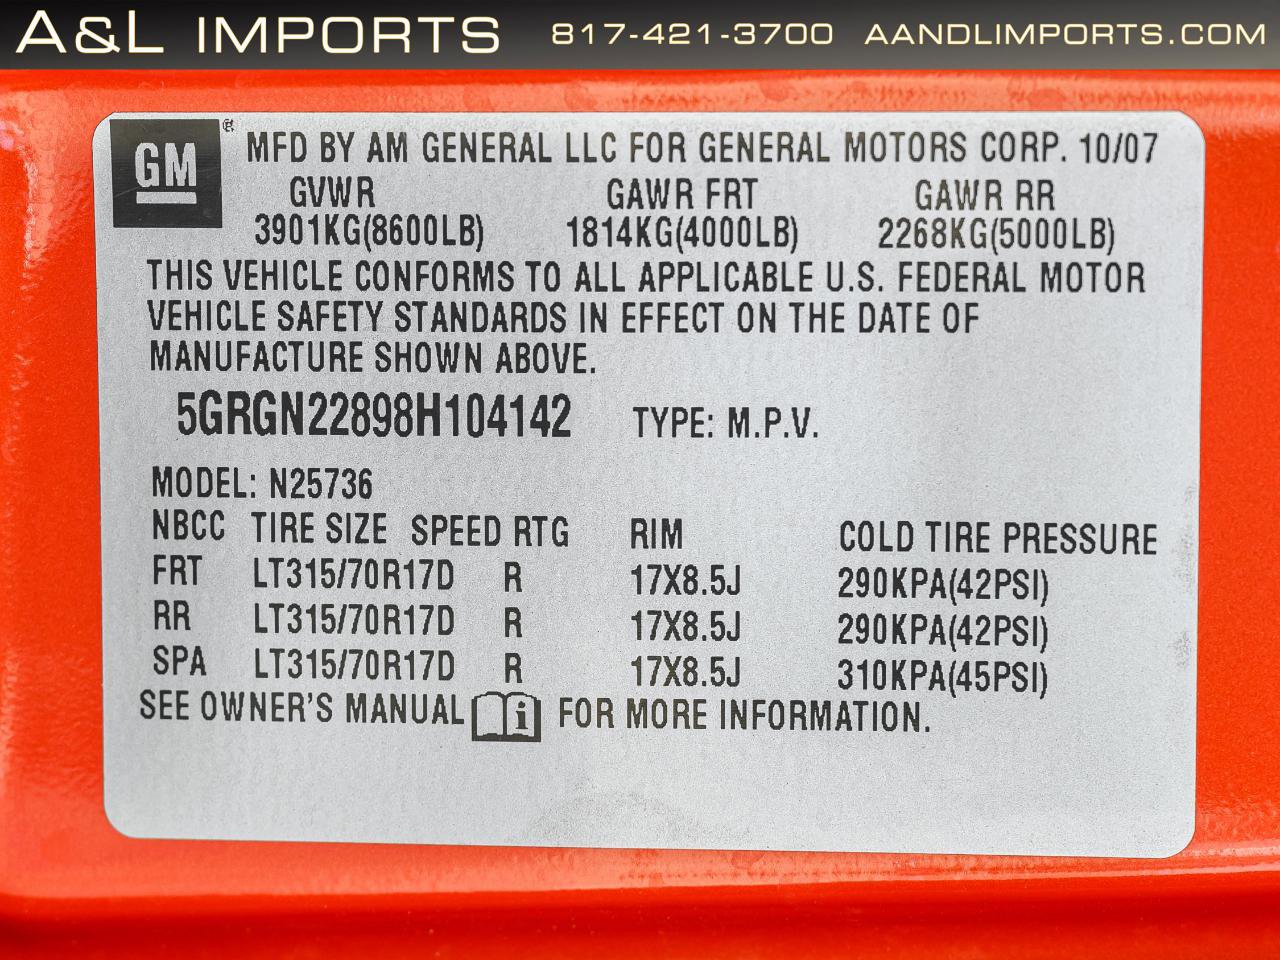 A&L IMPORTS 817-421-3700 AANDLIMPORTS.COM
GM ® MFD BY AM GENERAL LLC FOR GENERAL MOTORS CORP. 10/07
GVWR GAWR FRT GAWR RR
3901KG(8600LB) 1814KG(4000LB) 2268KG(5000LB)
THIS VEHICLE CONFORMS TO ALL APPLICABLE U.S. FEDERAL MOTOR
VEHICLE SAFETY STANDARDS IN EFFECT ON THE DATE OF
MANUFACTURE SHOWN ABOVE.
5GRGN22898H104142 TYPE: M.P.V.
MODEL: N25736
NBCC TIRE SIZE SPEED RTG RIM COLD TIRE PRESSURE
FRT LT315/70R17D R 17X8.5J 290KPA(42PSI)
RR LT315/70R17D R 17X8.5J 290KPA(42PSI)
SPA LT315/70R17D R 17X8.5J 310KPA(45PSI)
SEE OWNER'S MANUAL i FOR MORE INFORMATION.